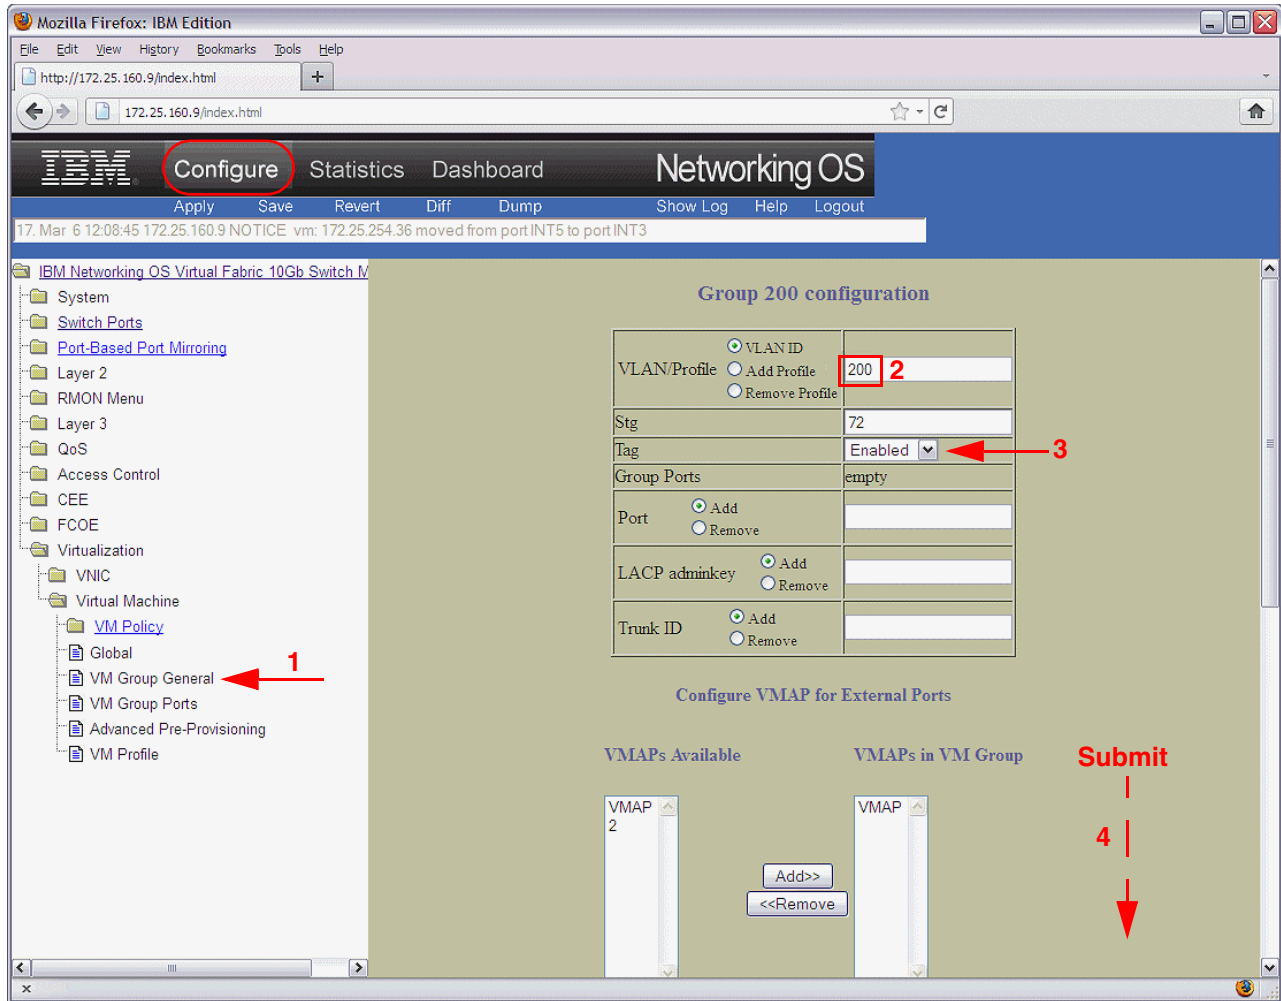 Mozilla Firefox: IBM Edition
File Edit View History Bookmarks Tools Help
http://172.25.160.9/index.html
172.25.160.9/index.html
IBM. Configure Statistics Dashboard Networking OS
Apply Save Revert Diff Dump Show Log Help Logout
17. Mar 6 12:08:45 172.25.160.9 NOTICE vm: 172.25.254.36 moved from port INT5 to port INT3
IBM Networking OS Virtual Fabric 10Gb Switch M
System
Switch Ports
Port-Based Port Mirroring
Layer 2
RMON Menu
Layer 3
QoS
Access Control
CEE
FCOE
Virtualization
VNIC
Virtual Machine
VM Policy
Global
VM Group General
1
VM Group Ports
Advanced Pre-Provisioning
VM Profile
Group 200 configuration
VLAN/Profile
VLAN ID
Add Profile
Remove Profile
200
2
Stg 72
Tag Enabled
3
Group Ports empty
Port
Add
Remove
LACP adminkey
Add
Remove
Trunk ID
Add
Remove
Configure VMAP for External Ports
VMAPs Available VMAPs in VM Group
VMAP
2
VMAP
Add>>
<<Remove
Submit
4